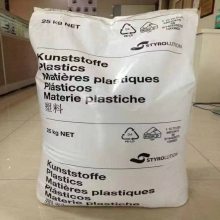 25 kg NET
STYROLUTION
Kunststoffe
Plastics
Matières plastiques
Plásticos
Materie plastiche
塑料
25 kg NET
STYROLUTION
Kunststoffe
Plastics
Matières plastiques
Plásticos
Materie plastiche